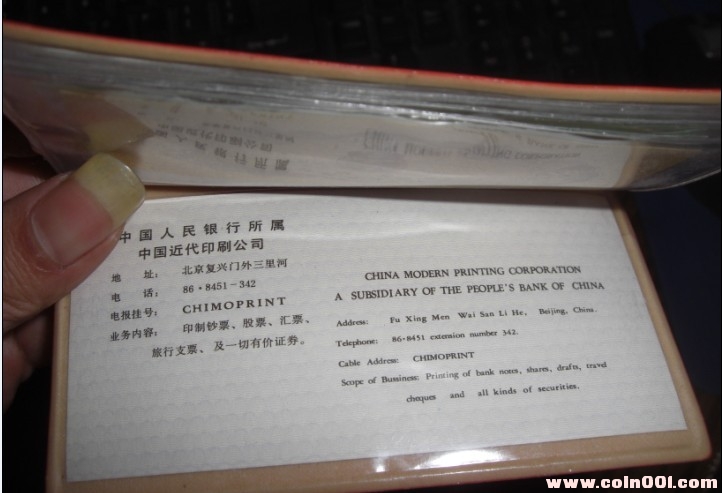 中国人民银行所属
中国近代印刷公司
地 址: 北京复兴门外三里河
电 话: 86·8451-342
电报挂号: CHIMOPRINT
业务内容: 印制钞票、股票、汇票、
旅行支票、及一切有价证券。
CHINA MODERN PRINTING CORPORATION
A SUBSIDIARY OF THE PEOPLE'S BANK OF CHINA
Address: Fu Xing Men Wai San Li He, Beijing, China.
Telephone: 86-8451 extension number 342.
Cable Address: CHIMOPRINT
Scope of Bussiness: Printing of bank notes, shares, drafts, travel
cheques and all kinds of securities.
www.coin001.com